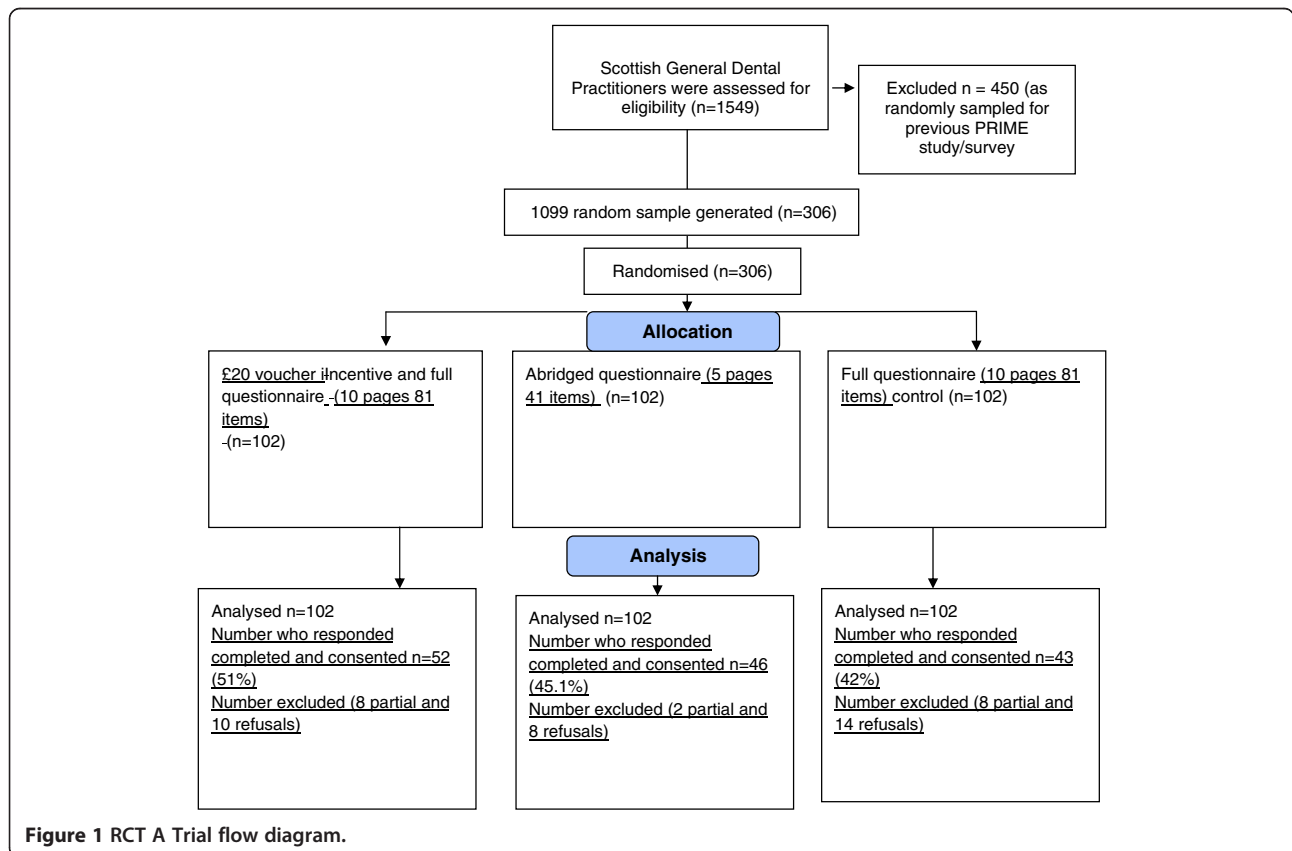 Scottish General Dental
Practitioners were assessed for
eligibility (n=1549)
Excluded n = 450 (as
randomly sampled for
previous PRIME
study/survey
1099 random sample generated (n=306)
Randomised (n=306)
Allocation
£20 voucher iIncentive and full
questionnaire -(10 pages 81
items)
-(n=102)
Abridged questionnaire (5 pages
41 items) (n=102)
Full questionnaire (10 pages 81
items) control (n=102)
Analysis
Analysed n=102
Number who responded
completed and consented n=52
(51%)
Number excluded (8 partial and
10 refusals)
Analysed n=102
Number who responded
completed and consented n=46
(45.1%)
Number excluded (2 partial and
8 refusals)
Analysed n=102
Number who responded
completed and consented n=43
(42%)
Number excluded (8 partial and
14 refusals)
Figure 1 RCT A Trial flow diagram.